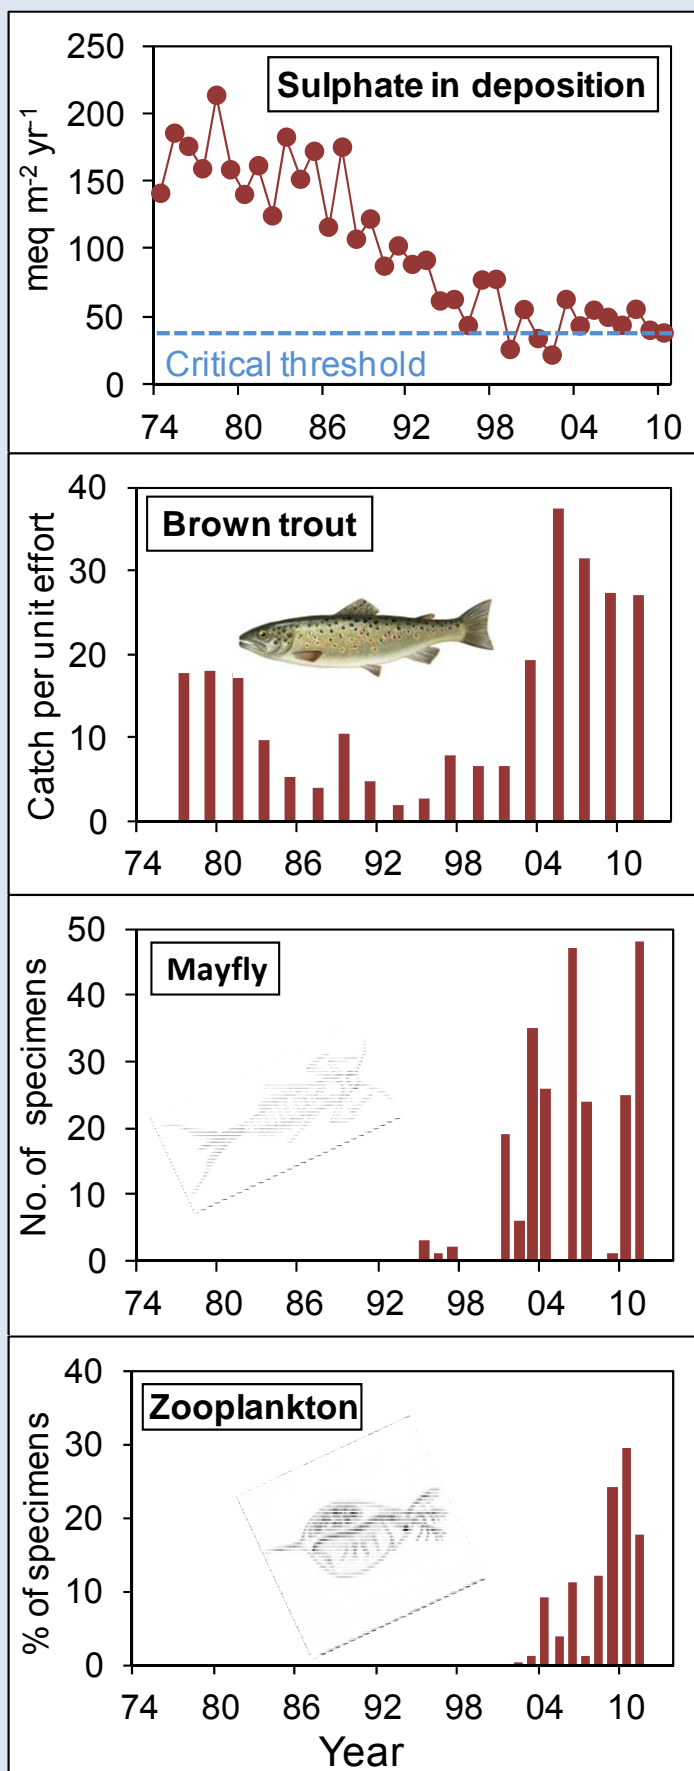 Sulphate in deposition
meq m⁻² yr⁻¹
250
200
150
100
50
0
Critical threshold
74 80 86 92 98 04 10
Brown trout
Catch per unit effort
40
30
20
10
0
74 80 86 92 98 04 10
Mayfly
No. of specimens
50
40
30
20
10
0
74 80 86 92 98 04 10
Zooplankton
% of specimens
40
30
20
10
0
74 80 86 92 98 04 10
Year